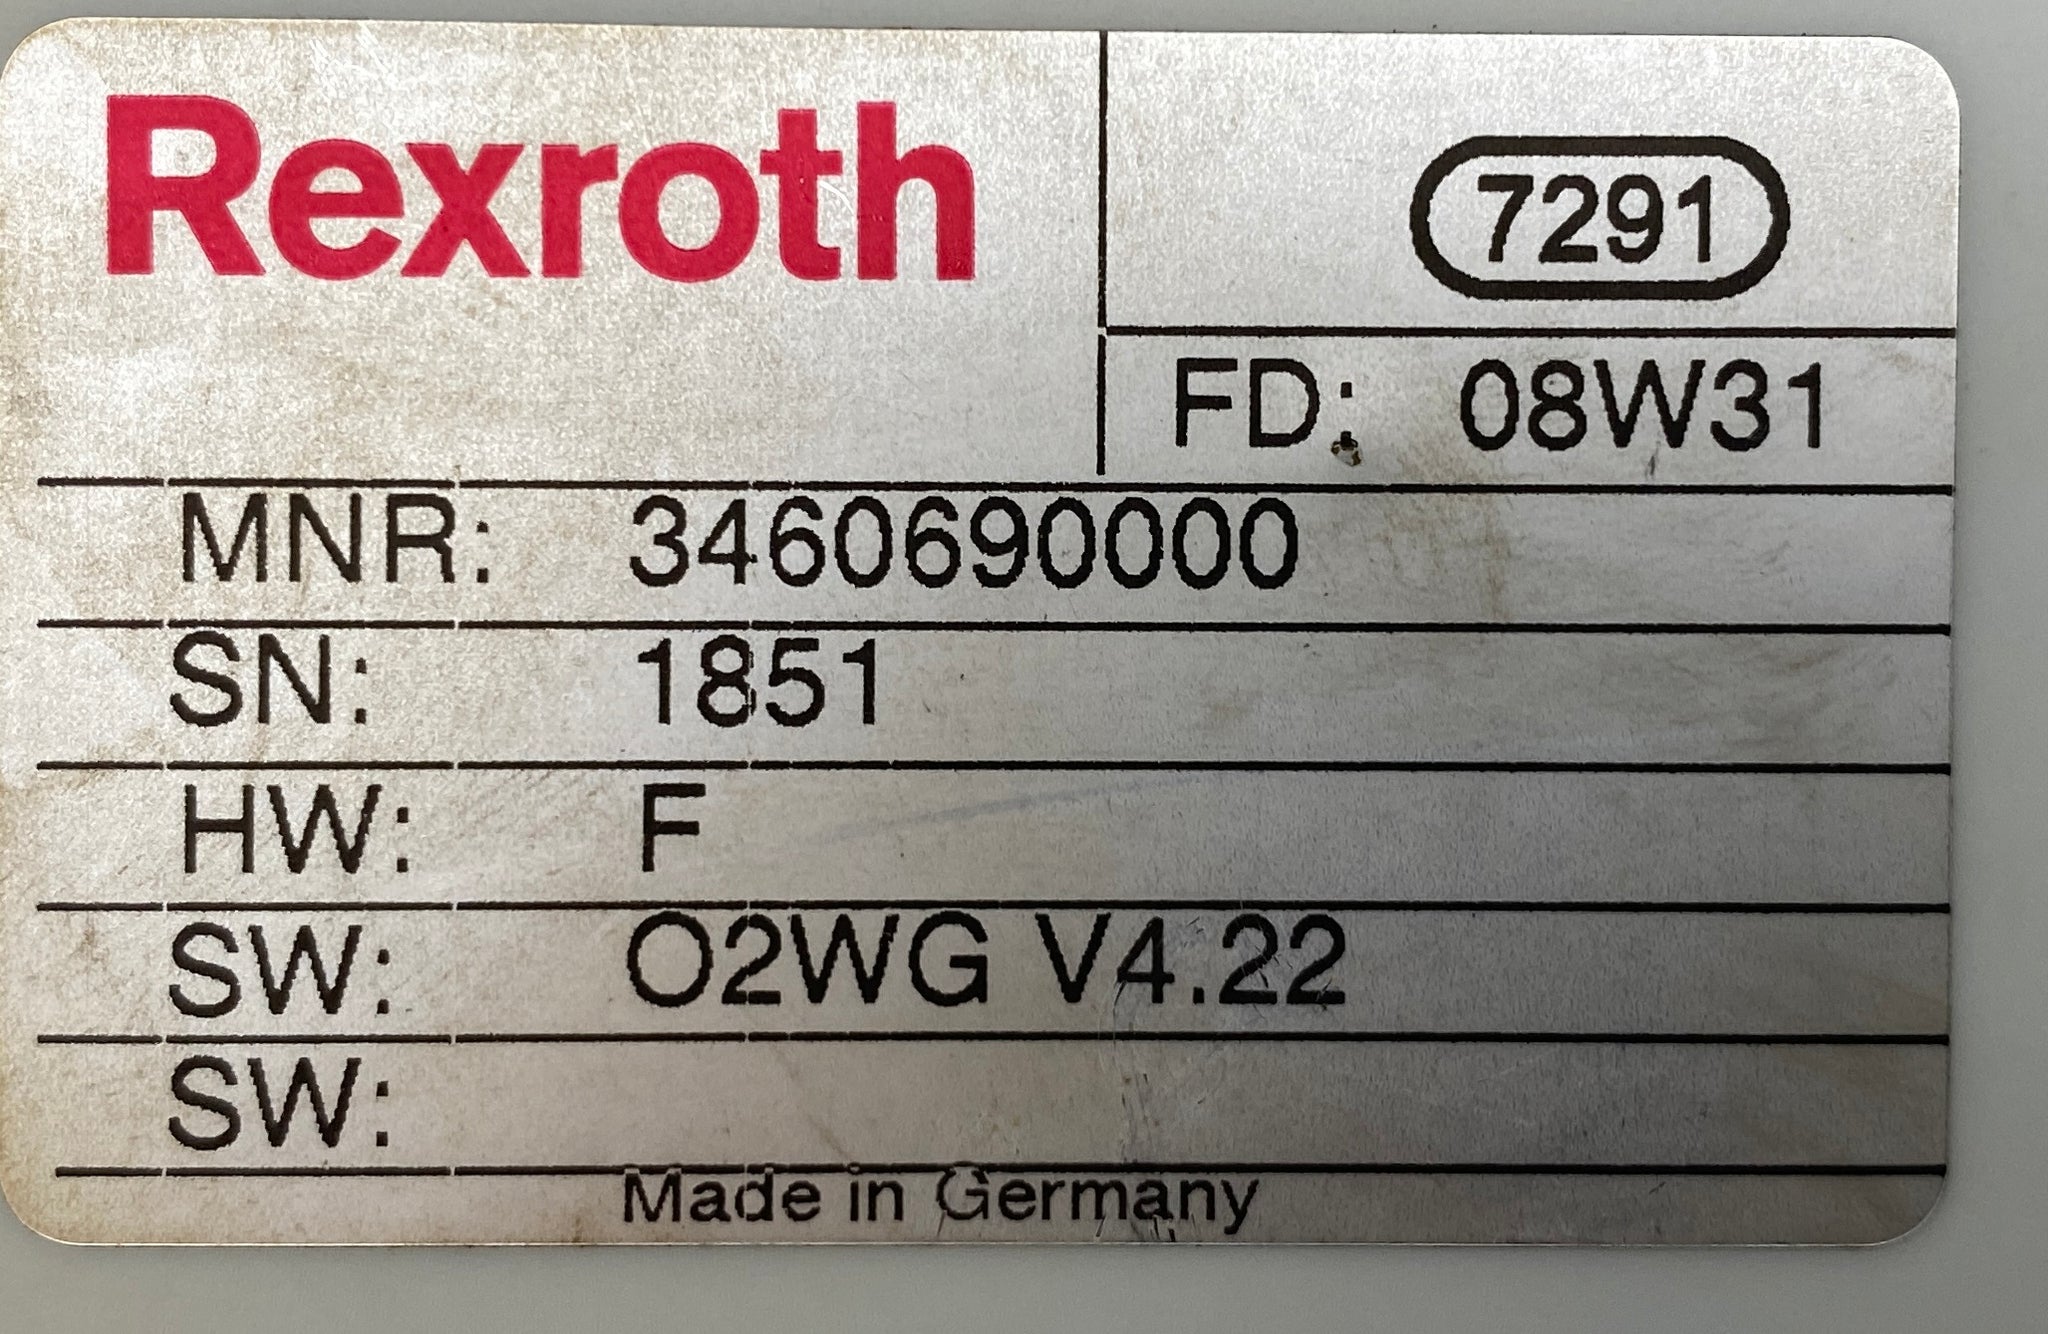 Rexroth
7291
FD: 08W31
MNR: 3460690000
SN: 1851
HW: F
SW: O2WG V4.22
SW:
Made in Germany